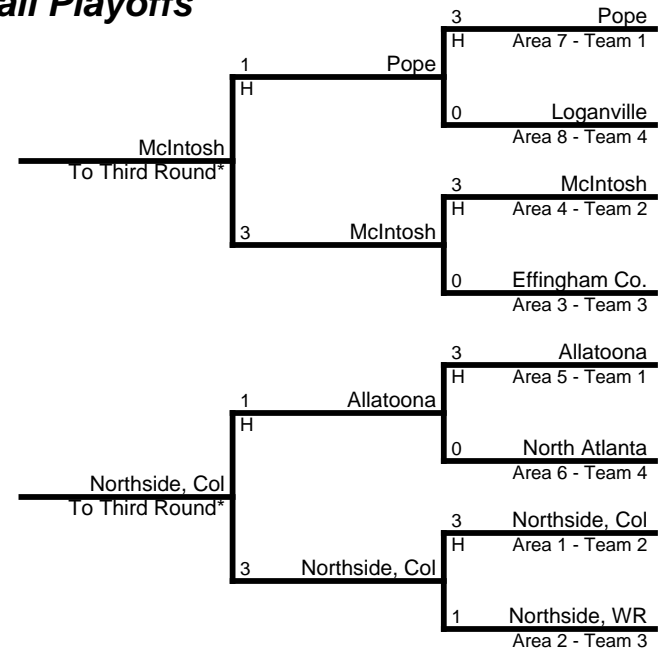 all Playoffs
3 Pope
H Area 7 - Team 1
1 Pope
H
0 Loganville
Area 8 - Team 4
McIntosh
To Third Round*
3 McIntosh
H Area 4 - Team 2
3 McIntosh
0 Effingham Co.
Area 3 - Team 3
3 Allatoona
H Area 5 - Team 1
1 Allatoona
H
0 North Atlanta
Area 6 - Team 4
Northside, Col
To Third Round*
3 Northside, Col
H Area 1 - Team 2
3 Northside, Col
1 Northside, WR
Area 2 - Team 3